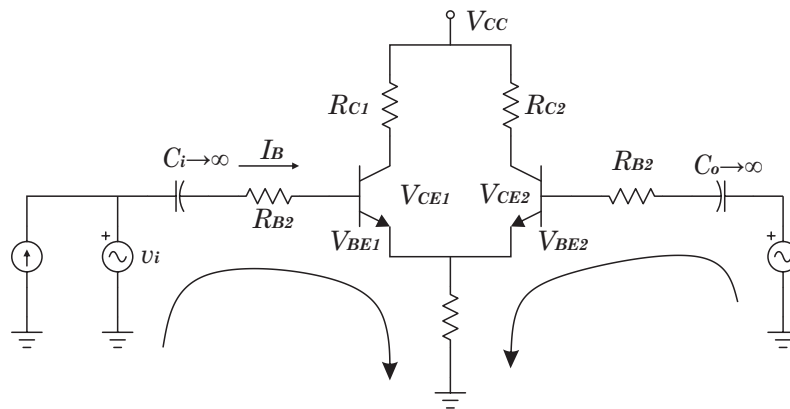 VCC
RC1
RC2
Ci→∞
IB
RB2
Co→∞
VCE1
VCE2
RB2
+
vi
VBE1
VBE2
+